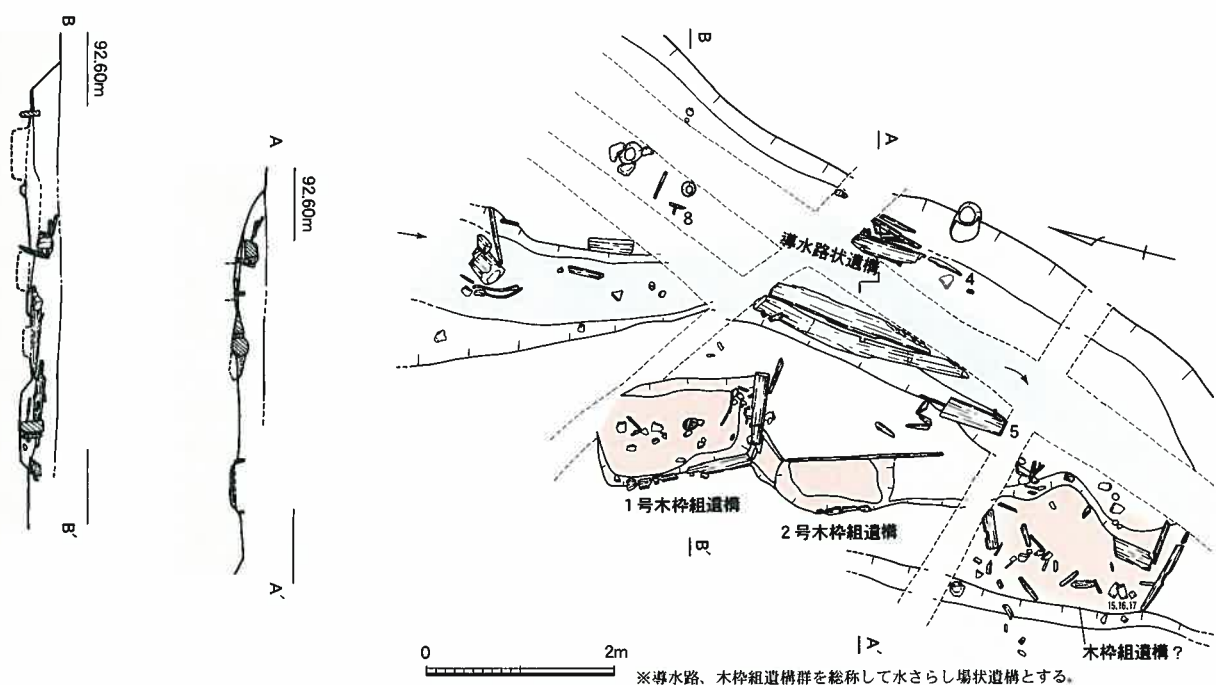 B
92.60m
B'
A
92.60m
A'
B
A
8
導水路状遺構
4
5
1号木枠組遺構
2号木枠組遺構
B'
15.16.17
A'
木枠組遺構?
0
2m
※導水路、木枠組遺構群を総称して水さらし場状遺構とする。